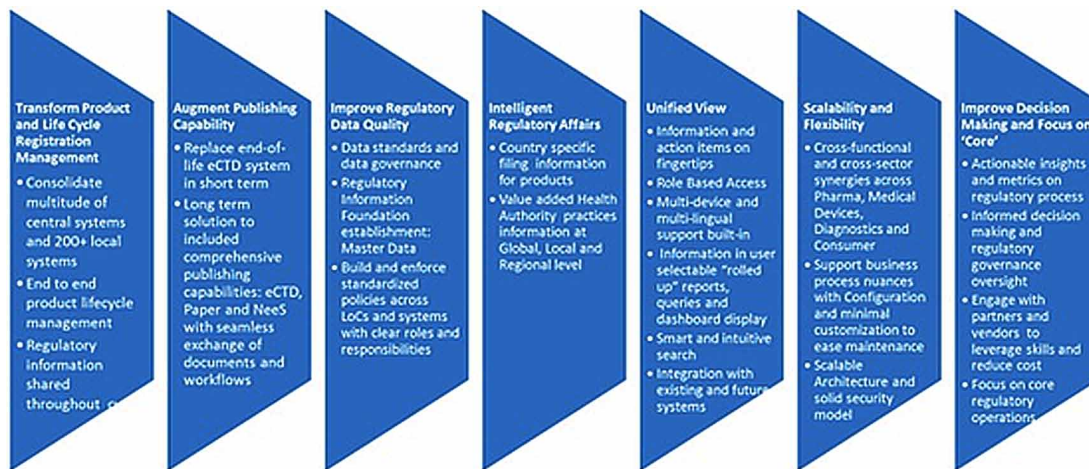 Transform Product
and Life Cycle
Registration
Management
• Consolidate
multitude of
central systems
and 200+ local
systems
• End to end
product lifecycle
management
• Regulatory
information
shared
throughout
Augment Publishing
Capability
• Replace end-of-
life eCTD system
in short term
• Long term
solution to
included
comprehensive
publishing
capabilities: eCTD,
Paper and NeeS
with seamless
exchange of
documents and
workflows
Improve Regulatory
Data Quality
• Data standards and
data governance
• Regulatory
Information
Foundation
establishment:
Master Data
• Build and enforce
standardized
policies across
LoCs and systems
with clear roles and
responsibilities
Intelligent
Regulatory Affairs
• Country specific
filing information
for products
• Value added Health
Authority practices
information at
Global, Local and
Regional level
Unified View
• Information and
action items on
fingertips
• Role Based Access
• Multi-device and
multi-lingual
support built-in
• Information in user
selectable "rolled
up" reports,
queries and
dashboard display
• Smart and intuitive
search
• Integration with
existing and future
systems
Scalability and
Flexibility
• Cross-functional
and cross-sector
synergies across
Pharma, Medical
Devices,
Diagnostics and
Consumer
• Support business
process nuances
with Configuration
and minimal
customization to
ease maintenance
• Scalable
Architecture and
solid security
model
Improve Decision
Making and Focus on
'Core'
• Actionable insights
and metrics on
regulatory process
• Informed decision
making and
regulatory
governance
oversight
• Engage with
partners and
vendors to
leverage skills and
reduce cost
• Focus on core
regulatory
operations